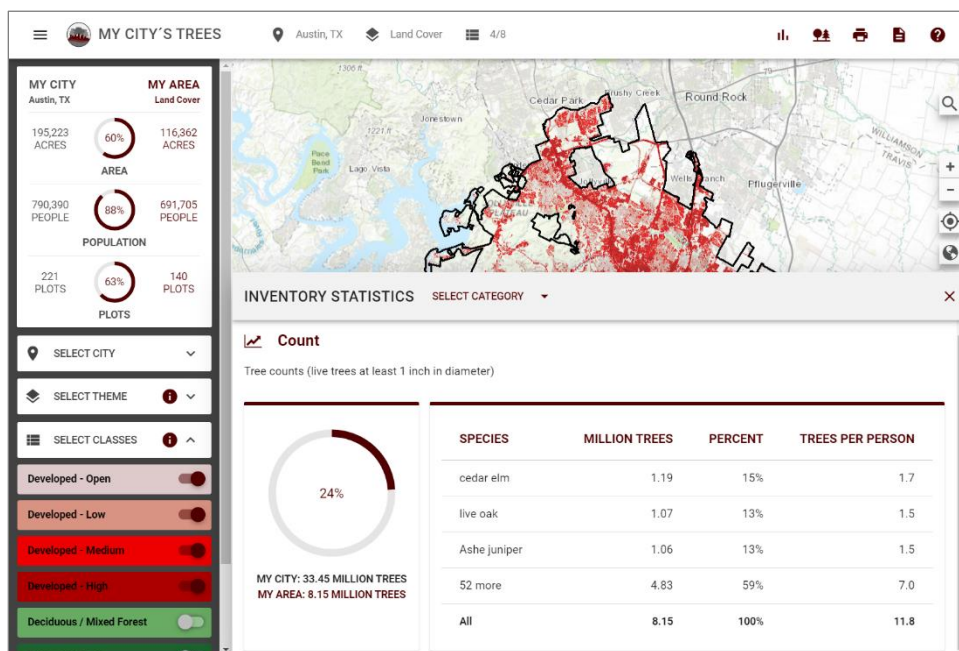 MY CITY´S TREES
Austin, TX
Land Cover
4/8
MY CITY
Austin, TX
MY AREA
Land Cover
195,223
ACRES
60%
116,362
ACRES
AREA
790,390
PEOPLE
88%
691,705
PEOPLE
POPULATION
221
PLOTS
63%
140
PLOTS
PLOTS
SELECT CITY
SELECT THEME
SELECT CLASSES
Developed - Open
Developed - Low
Developed - Medium
Developed - High
Deciduous / Mixed Forest
1306 ft
Cedar Park
Brushy Creek
Round Rock
79
Jonestown
1221 ft
Pace
Bend
Park
Lago Vista
Pflugerville
WILLIAMSON
TRAVIS
PLATEAU
INVENTORY STATISTICS
SELECT CATEGORY
Count
Tree counts (live trees at least 1 inch in diameter)
24%
MY CITY: 33.45 MILLION TREES
MY AREA: 8.15 MILLION TREES
SPECIES MILLION TREES PERCENT TREES PER PERSON
cedar elm 1.19 15% 1.7
live oak 1.07 13% 1.5
Ashe juniper 1.06 13% 1.5
52 more 4.83 59% 7.0
All 8.15 100% 11.8